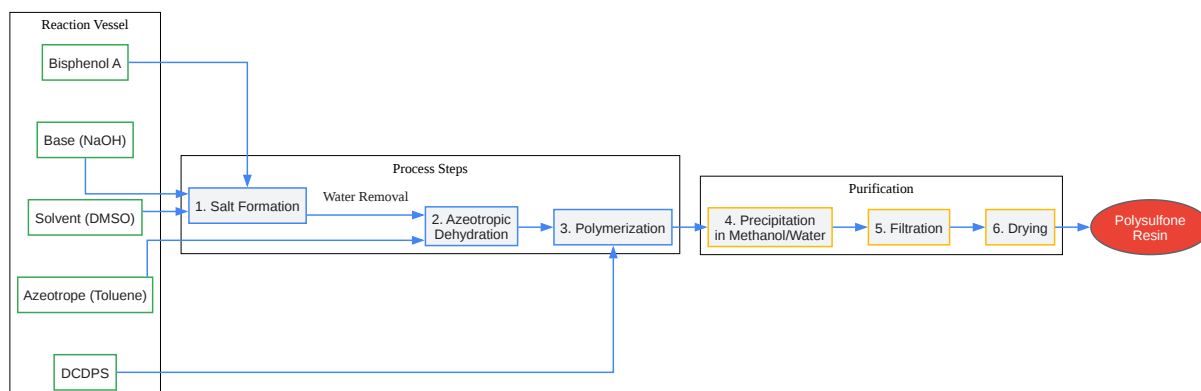 Reaction Vessel
Bisphenol A
Base (NaOH)
Solvent (DMSO)
Azeotrope (Toluene)
DCDPS
Process Steps
1. Salt Formation
Water Removal
2. Azeotropic
Dehydration
3. Polymerization
Purification
4. Precipitation
in Methanol/Water
5. Filtration
6. Drying
Polysulfone
Resin